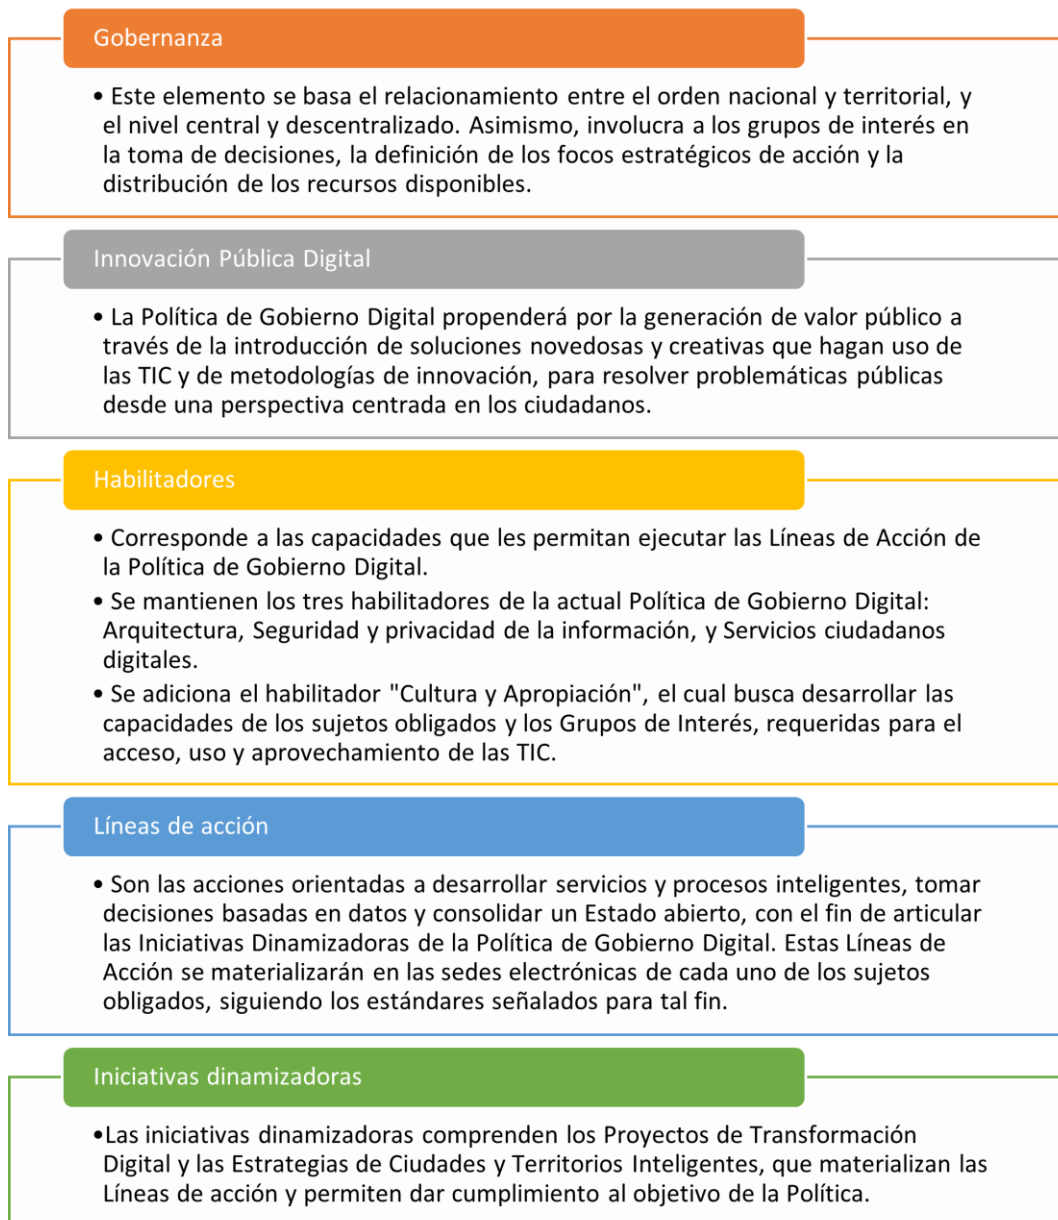 Gobernanza
• Este elemento se basa el relacionamiento entre el orden nacional y territorial, y
el nivel central y descentralizado. Asimismo, involucra a los grupos de interés en
la toma de decisiones, la definición de los focos estratégicos de acción y la
distribución de los recursos disponibles.
Innovación Pública Digital
• La Política de Gobierno Digital propenderá por la generación de valor público a
través de la introducción de soluciones novedosas y creativas que hagan uso de
las TIC y de metodologías de innovación, para resolver problemáticas públicas
desde una perspectiva centrada en los ciudadanos.
Habilitadores
• Corresponde a las capacidades que les permitan ejecutar las Líneas de Acción de
la Política de Gobierno Digital.
• Se mantienen los tres habilitadores de la actual Política de Gobierno Digital:
Arquitectura, Seguridad y privacidad de la información, y Servicios ciudadanos
digitales.
• Se adiciona el habilitador "Cultura y Apropiación", el cual busca desarrollar las
capacidades de los sujetos obligados y los Grupos de Interés, requeridas para el
acceso, uso y aprovechamiento de las TIC.
Líneas de acción
• Son las acciones orientadas a desarrollar servicios y procesos inteligentes, tomar
decisiones basadas en datos y consolidar un Estado abierto, con el fin de articular
las Iniciativas Dinamizadoras de la Política de Gobierno Digital. Estas Líneas de
Acción se materializarán en las sedes electrónicas de cada uno de los sujetos
obligados, siguiendo los estándares señalados para tal fin.
Iniciativas dinamizadoras
•Las iniciativas dinamizadoras comprenden los Proyectos de Transformación
Digital y las Estrategias de Ciudades y Territorios Inteligentes, que materializan las
Líneas de acción y permiten dar cumplimiento al objetivo de la Política.